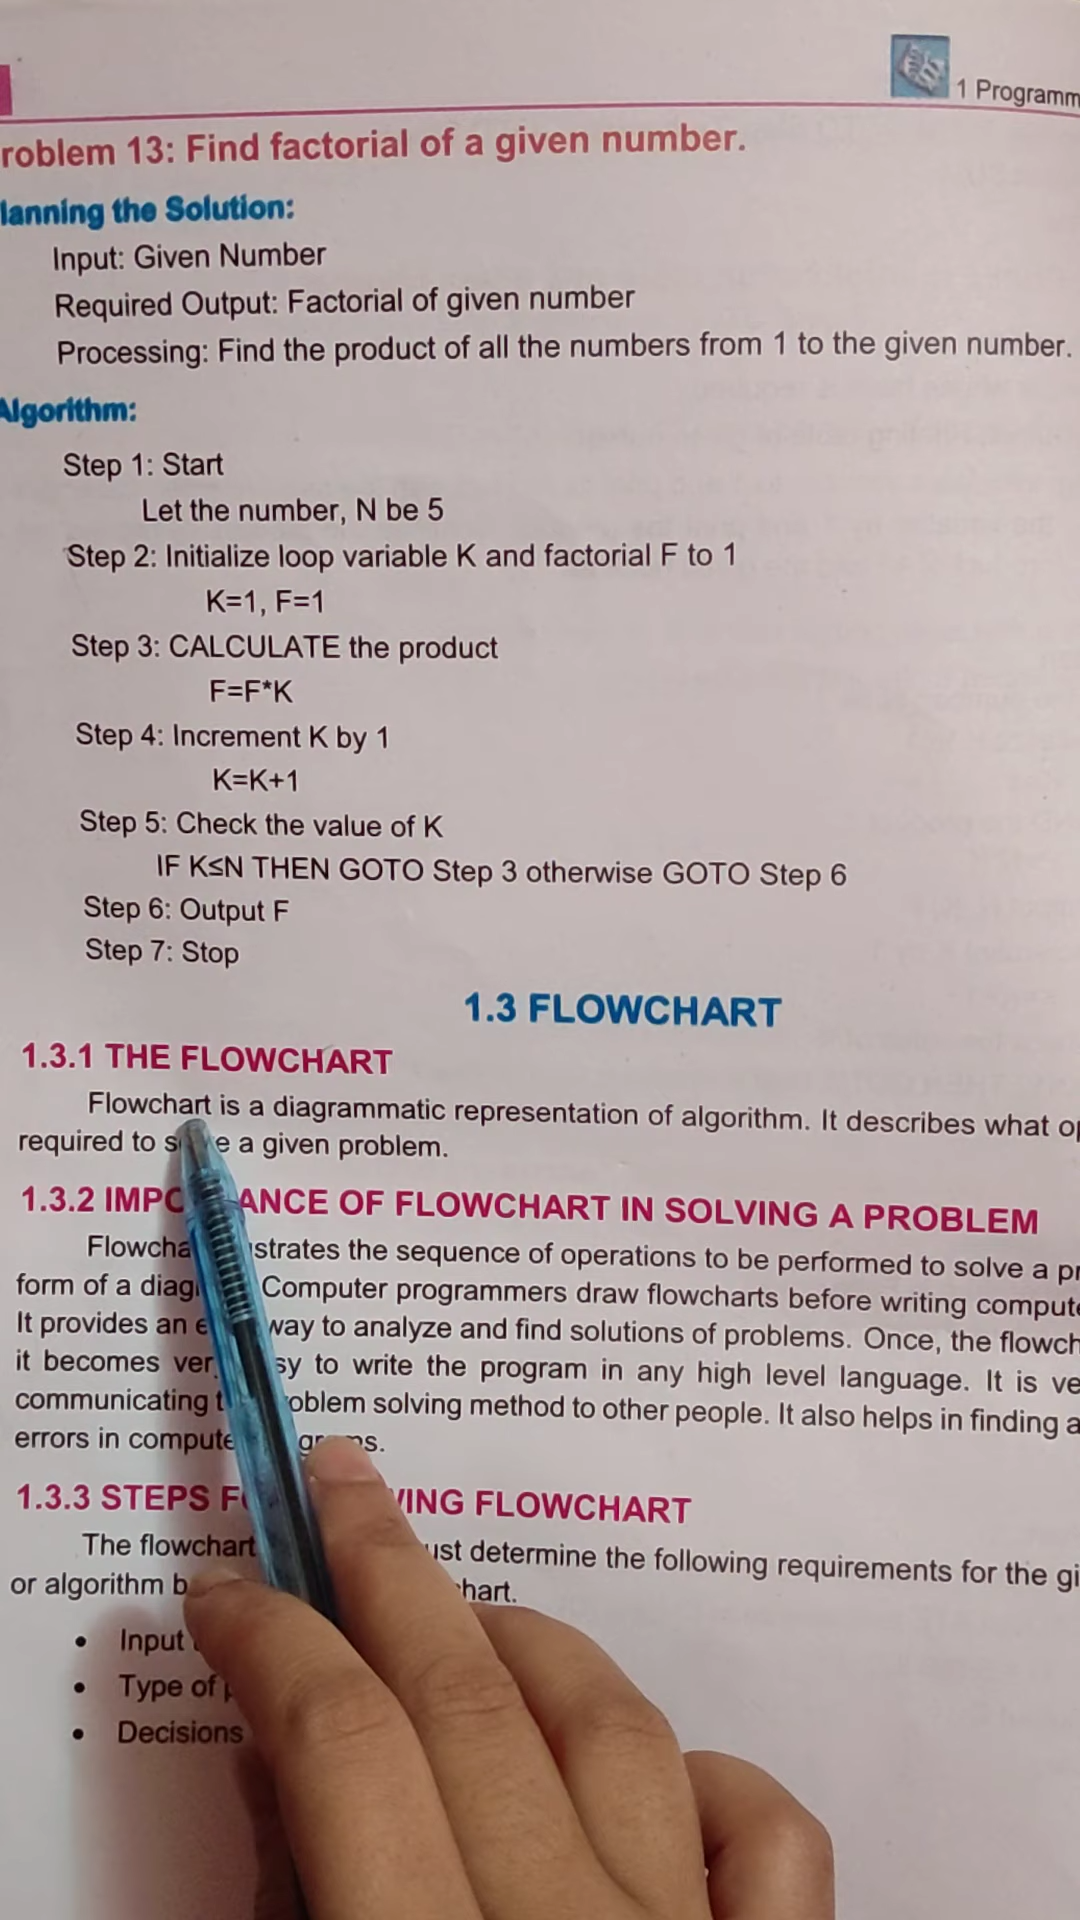 1 Programm
roblem 13: Find factorial of a given number.
lanning the Solution:
Input: Given Number
Required Output: Factorial of given number
Processing: Find the product of all the numbers from 1 to the given number.
Algorithm:
Step 1: Start
Let the number, N be 5
Step 2: Initialize loop variable K and factorial F to 1
K=1, F=1
Step 3: CALCULATE the product
F=F*K
Step 4: Increment K by 1
K=K+1
Step 5: Check the value of K
IF K≤N THEN GOTO Step 3 otherwise GOTO Step 6
Step 6: Output F
Step 7: Stop
1.3 FLOWCHART
1.3.1 THE FLOWCHART
Flowchart is a diagrammatic representation of algorithm. It describes what
required to a given problem.
1.3.2 OF FLOWCHART IN SOLVING A PROBLEM
the sequence of operations to be performed to solve a
form of a Computer programmers draw flowcharts before writing
It provides an way to analyze and find solutions of problems. Once, the
it becomes to write the program in any high level language. It is
communicating solving method to other people. It also helps in finding
errors in
1.3.3 STEPS FLOWCHART
The flowchart determine the following requirements for the
or algorithm
• Input
• Type of
• Decisions